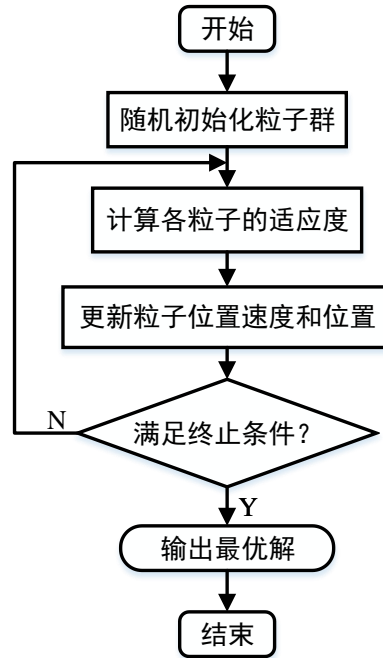 开始
随机初始化粒子群
计算各粒子的适应度
更新粒子位置速度和位置
满足终止条件？
N
Y
输出最优解
结束